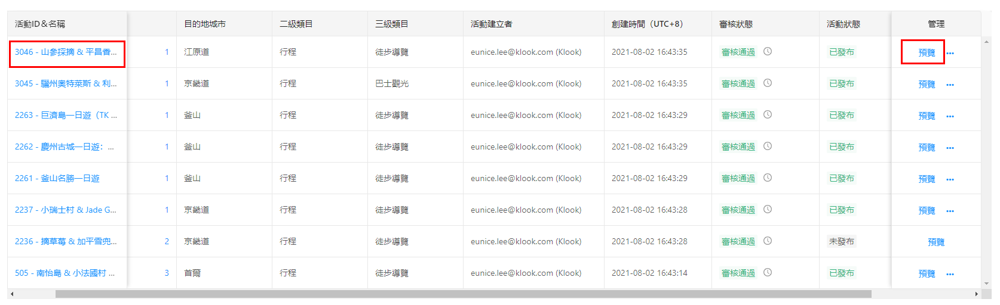 活動ID＆名稱 目的地城市 二級類目 三級類目 活動建立者 創建時間（UTC+8） 審核狀態 活動狀態 管理
3046 - 山參採摘 & 平昌香... 1 江原道 行程 徒步導覽 eunice.lee@klook.com (Klook) 2021-08-02 16:43:35 審核通過 已發布 預覽 ...
3045 - 驪州奧特萊斯 & 利... 1 京畿道 行程 巴士觀光 eunice.lee@klook.com (Klook) 2021-08-02 16:43:35 審核通過 已發布 預覽 ...
2263 - 巨濟島一日遊（TK ... 1 釜山 行程 徒步導覽 eunice.lee@klook.com (Klook) 2021-08-02 16:43:29 審核通過 已發布 預覽 ...
2262 - 慶州古城一日遊：... 1 釜山 行程 徒步導覽 eunice.lee@klook.com (Klook) 2021-08-02 16:43:29 審核通過 已發布 預覽 ...
2261 - 釜山名勝一日遊 1 釜山 行程 徒步導覽 eunice.lee@klook.com (Klook) 2021-08-02 16:43:29 審核通過 已發布 預覽 ...
2237 - 小瑞士村 & Jade G... 1 京畿道 行程 徒步導覽 eunice.lee@klook.com (Klook) 2021-08-02 16:43:28 審核通過 已發布 預覽 ...
2236 - 摘草莓 & 加平雪兜... 2 京畿道 行程 徒步導覽 eunice.lee@klook.com (Klook) 2021-08-02 16:43:28 審核通過 未發布 預覽
505 - 南怡島 & 小法國村 ... 3 首爾 行程 徒步導覽 eunice.lee@klook.com (Klook) 2021-08-02 16:43:14 審核通過 已發布 預覽 ...